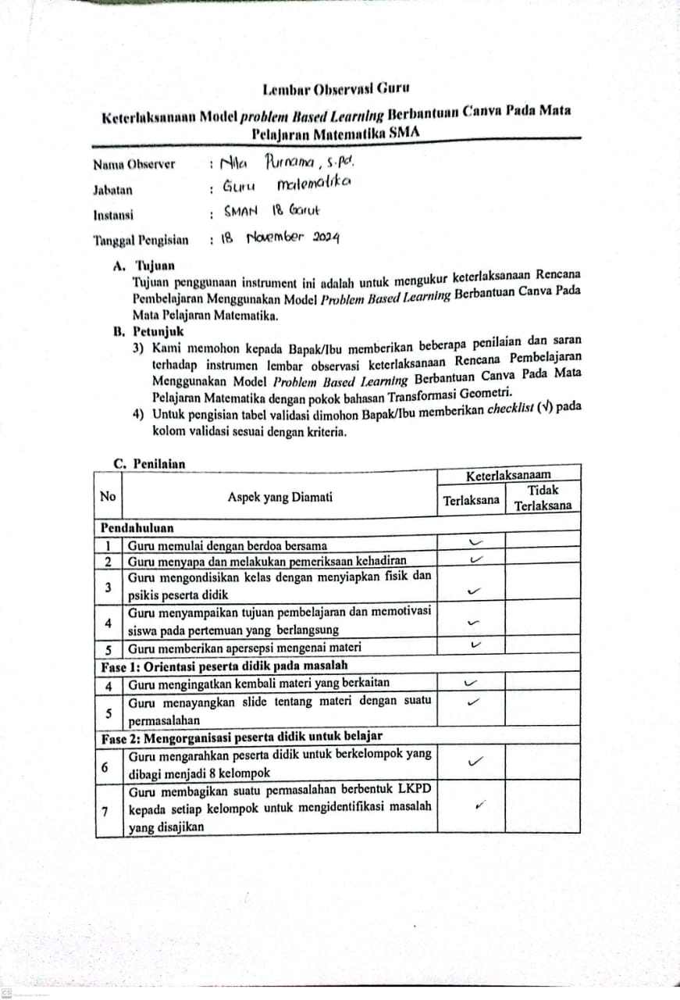 Lembar Observasi Guru
Keterlaksanaan Model problem Based Learning Berbantuan Canva Pada Mata
Pelajaran Matematika SMA
Nama Observer : Nita Purnama, S.Pd.
Jabatan : Guru matematika
Instansi : SMAN 18 Garut
Tanggal Pengisian : 18 November 2024
A. Tujuan
Tujuan penggunaan instrument ini adalah untuk mengukur keterlaksanaan Rencana
Pembelajaran Menggunakan Model Problem Based Learning Berbantuan Canva Pada
Mata Pelajaran Matematika.
B. Petunjuk
3) Kami memohon kepada Bapak/Ibu memberikan beberapa penilaian dan saran
terhadap instrumen lembar observasi keterlaksanaan Rencana Pembelajaran
Menggunakan Model Problem Based Learning Berbantuan Canva Pada Mata
Pelajaran Matematika dengan pokok bahasan Transformasi Geometri.
4) Untuk pengisian tabel validasi dimohon Bapak/Ibu memberikan checklist (√) pada
kolom validasi sesuai dengan kriteria.
C. Penilaian
No Aspek yang Diamati Keterlaksanaam
Terlaksana Tidak
Terlaksana
Pendahuluan
1 Guru memulai dengan berdoa bersama ✓
2 Guru menyapa dan melakukan pemeriksaan kehadiran ✓
3 Guru mengondisikan kelas dengan menyiapkan fisik dan
psikis peserta didik ✓
4 Guru menyampaikan tujuan pembelajaran dan memotivasi
siswa pada pertemuan yang berlangsung ✓
5 Guru memberikan apersepsi mengenai materi ✓
Fase 1: Orientasi peserta didik pada masalah
4 Guru mengingatkan kembali materi yang berkaitan ✓
5 Guru menayangkan slide tentang materi dengan suatu
permasalahan ✓
Fase 2: Mengorganisasi peserta didik untuk belajar
6 Guru mengarahkan peserta didik untuk berkelompok yang
dibagi menjadi 8 kelompok ✓
7 Guru membagikan suatu permasalahan berbentuk LKPD
kepada setiap kelompok untuk mengidentifikasi masalah
yang disajikan ✓
CS